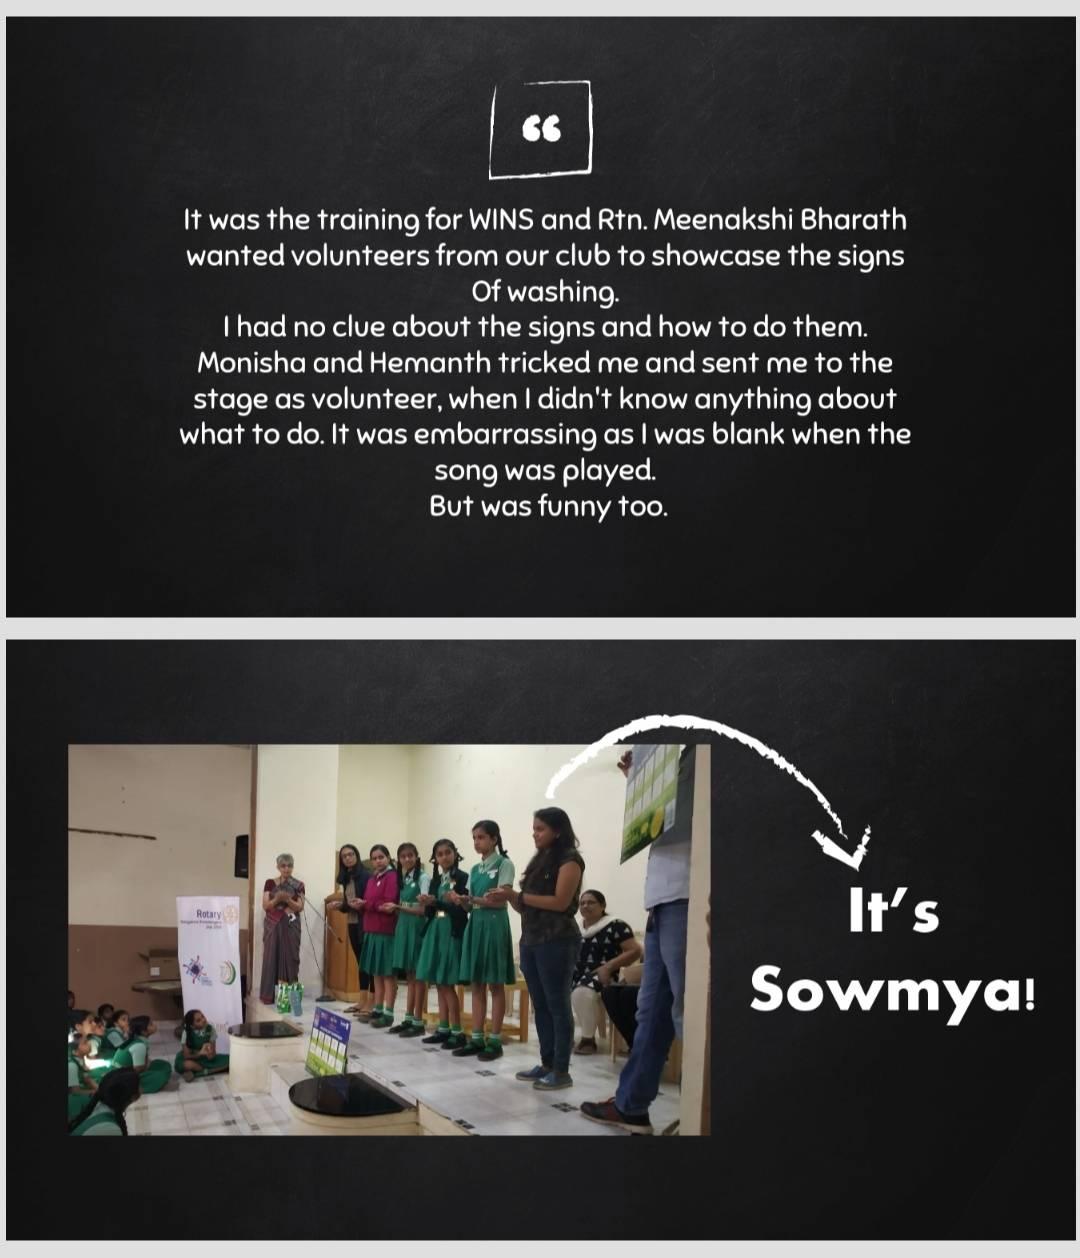 “
It was the training for WINS and Rtn. Meenakshi Bharath
wanted volunteers from our club to showcase the signs
Of washing.
I had no clue about the signs and how to do them.
Monisha and Hemanth tricked me and sent me to the
stage as volunteer, when I didn't know anything about
what to do. It was embarrassing as I was blank when the
song was played.
But was funny too.
Rotary
It’s
Sowmya!